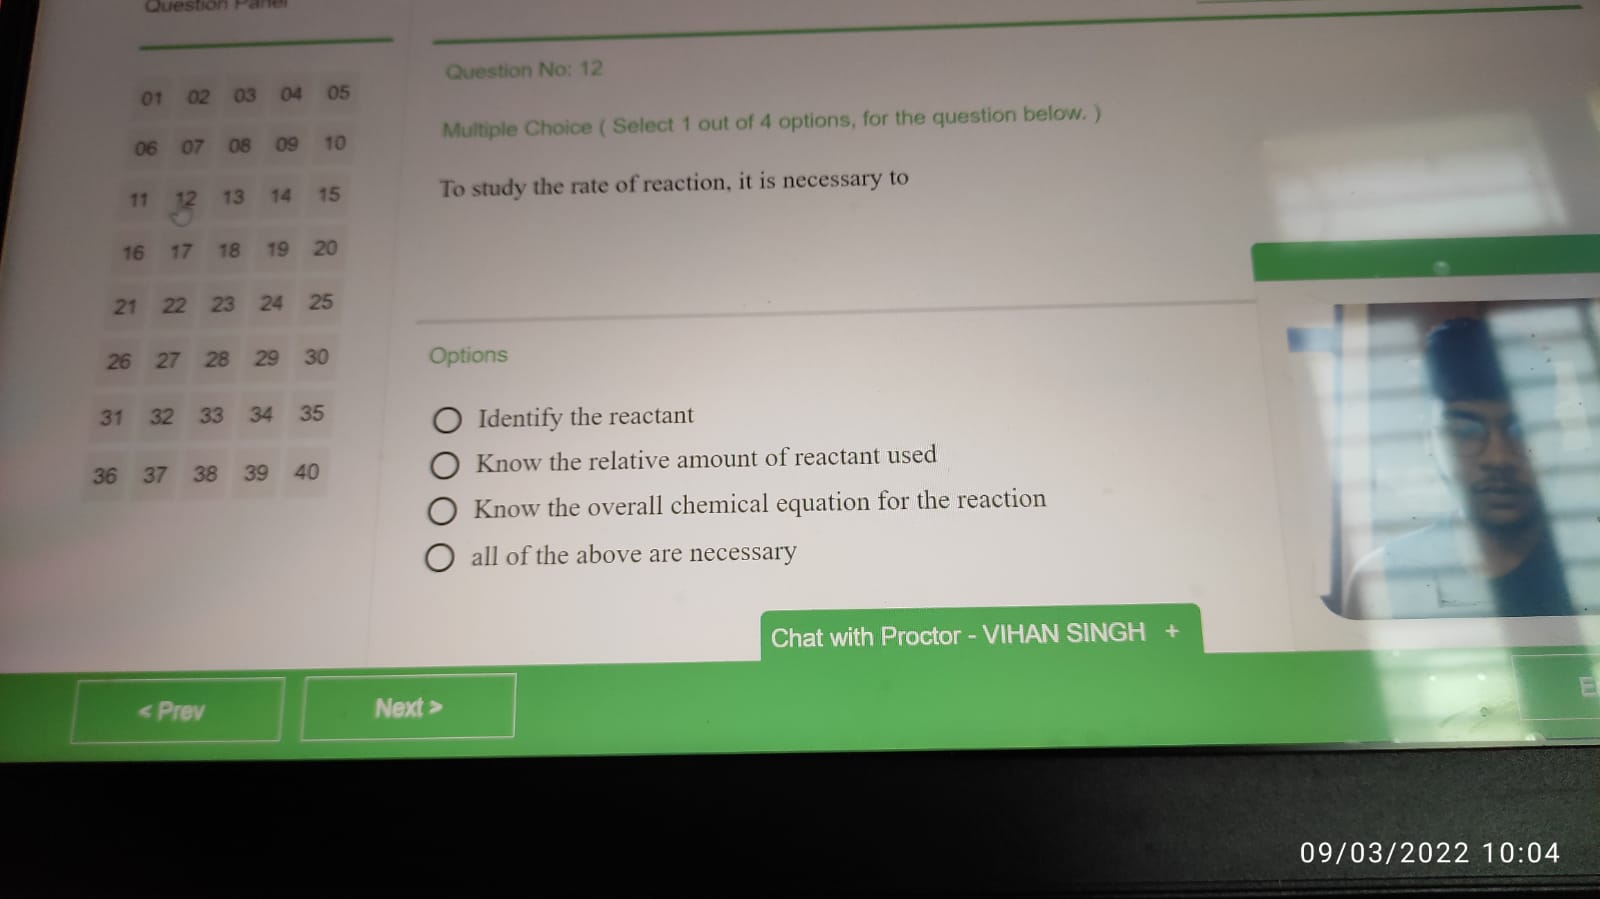 Question Panel
01 02 03 04 05
06 07 08 09 10
11 12 13 14 15
16 17 18 19 20
21 22 23 24 25
26 27 28 29 30
31 32 33 34 35
36 37 38 39 40
Question No: 12
Multiple Choice ( Select 1 out of 4 options, for the question below. )
To study the rate of reaction, it is necessary to
Options
Identify the reactant
Know the relative amount of reactant used
Know the overall chemical equation for the reaction
all of the above are necessary
Chat with Proctor - VIHAN SINGH +
< Prev
Next >
09/03/2022 10:04